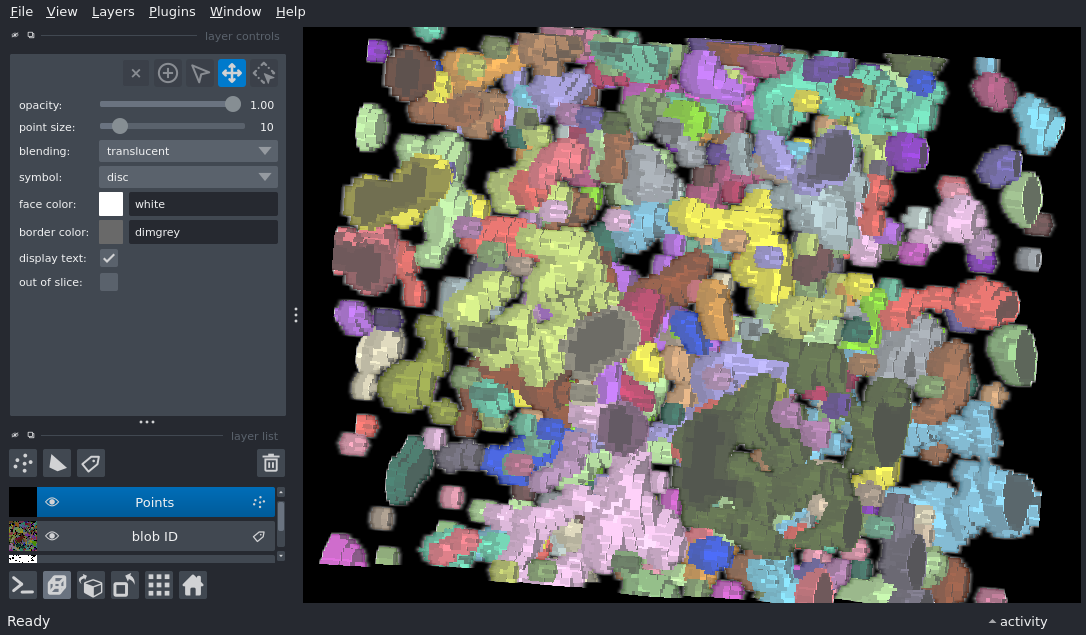 File View Layers Plugins Window Help
layer controls
opacity: 1.00
point size: 10
blending: translucent
symbol: disc
face color: white
border color: dimgrey
display text:
out of slice:
layer list
Points
blob ID
Ready activity